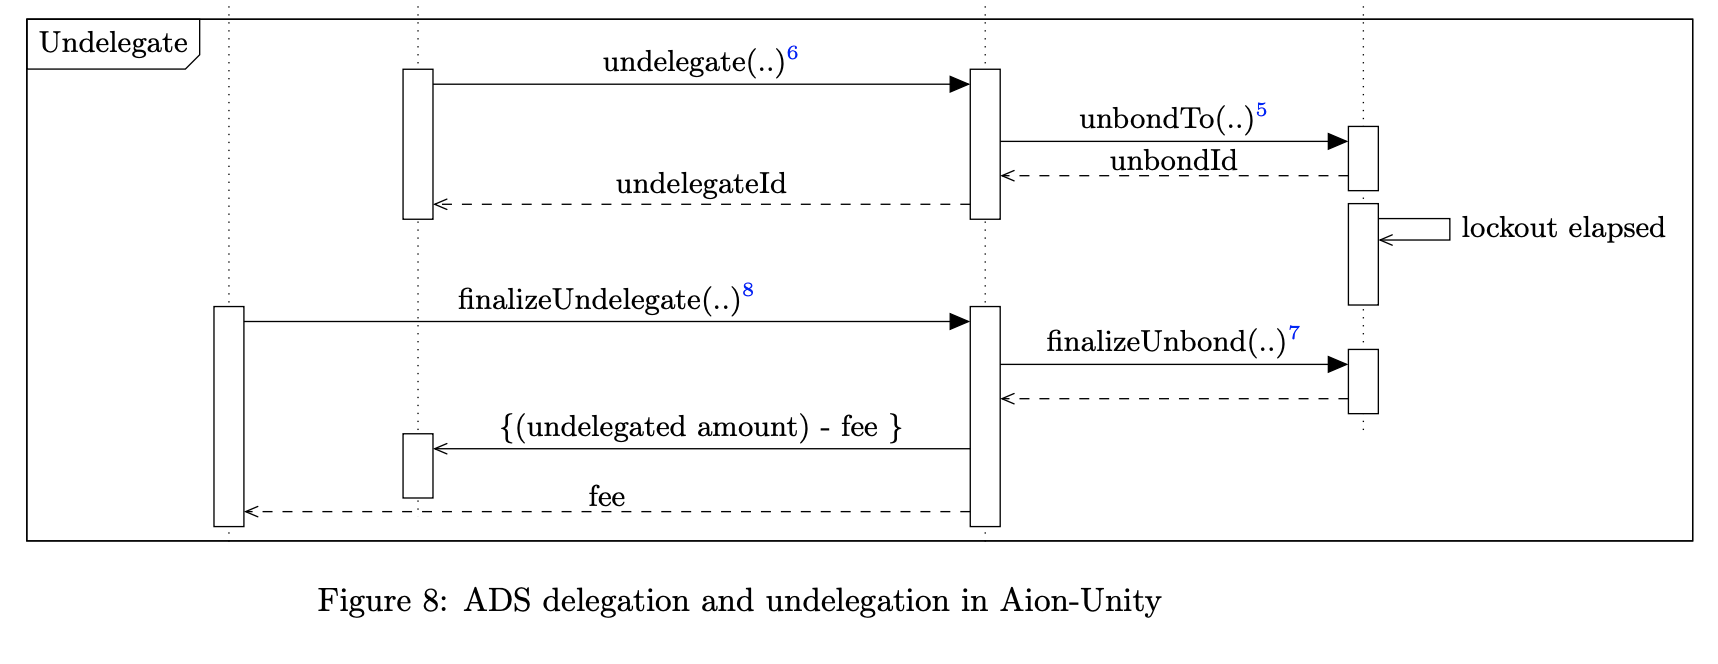 Undelegate
undelegate(..)6
unbondTo(..)5
unbondId
undelegateId
lockout elapsed
finalizeUndelegate(..)8
finalizeUnbond(..)7
{(undelegated amount) - fee }
fee
Figure 8: ADS delegation and undelegation in Aion-Unity